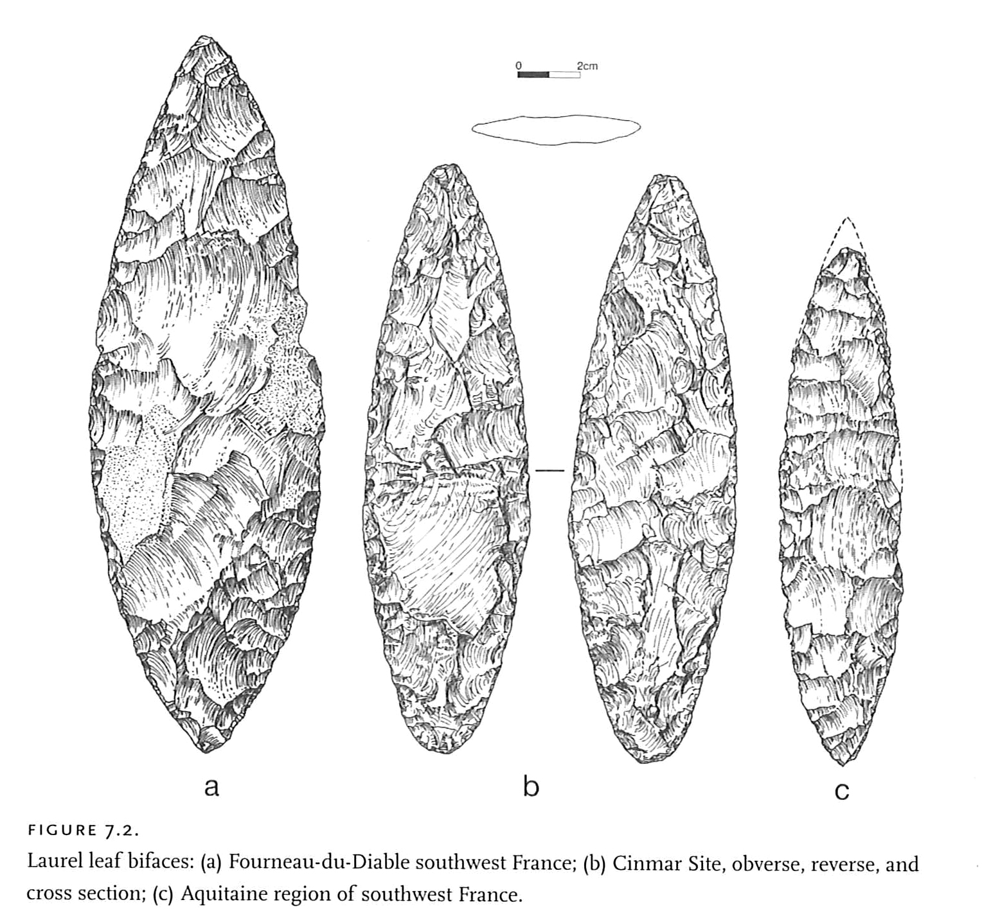 0 2cm
a b c
FIGURE 7.2.
Laurel leaf bifaces: (a) Fourneau-du-Diable southwest France; (b) Cinmar Site, obverse, reverse, and
cross section; (c) Aquitaine region of southwest France.